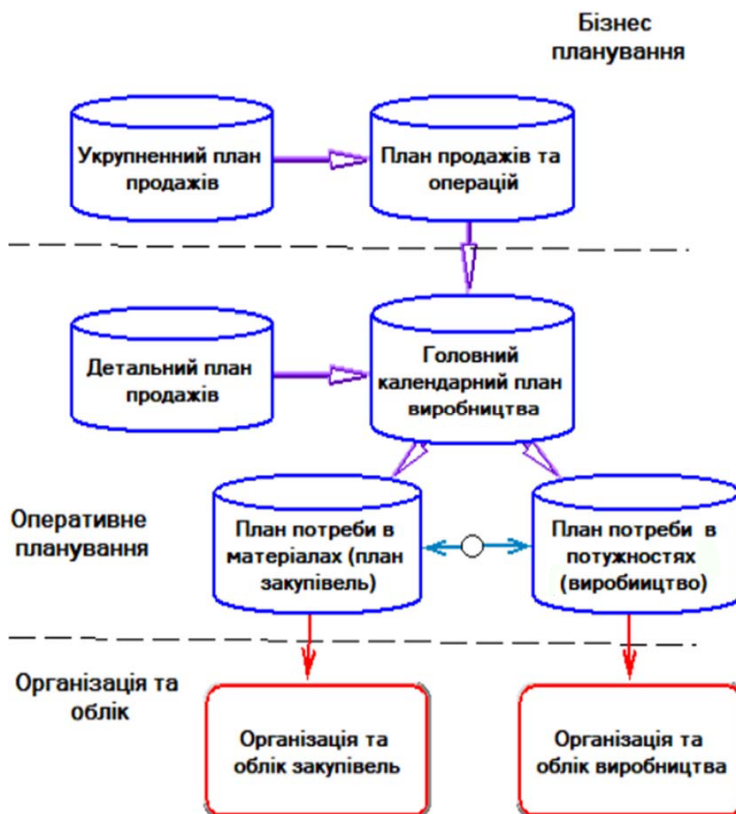 Бізнес
планування
Укрупненний план
продажів
План продажів та
операцій
Детальний план
продажів
Головний
календарний план
виробництва
Оперативне
планування
План потреби в
матеріалах (план
закупівель)
План потреби в
потужностях
(виробиицтво)
Організація та
облік
Організація та
облік закупівель
Організація та
облік виробництва